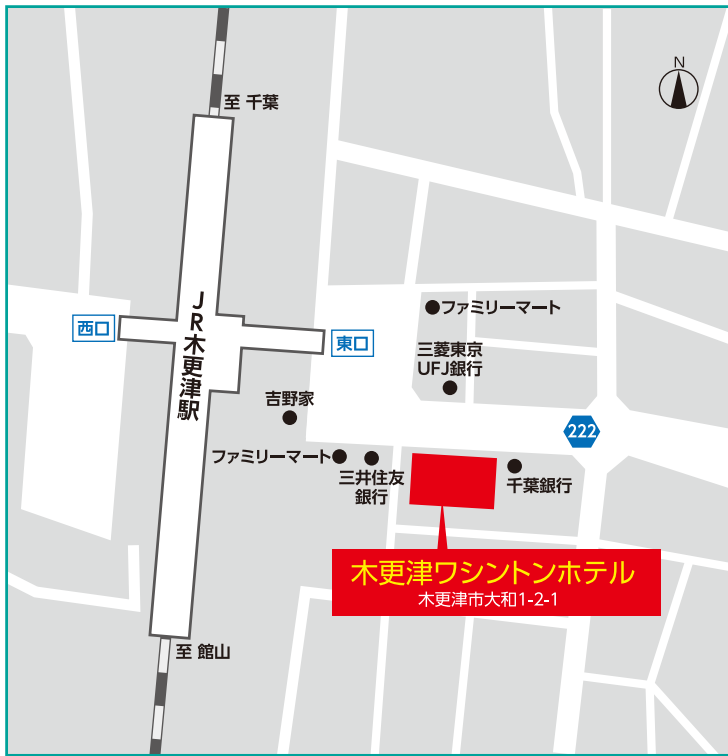 N
至 千葉
ファミリーマート
西口
JR木更津駅
東口
三菱東京
UFJ銀行
吉野家
222
ファミリーマート
三井住友
銀行
千葉銀行
木更津ワシントンホテル
木更津市大和1-2-1
至 館山